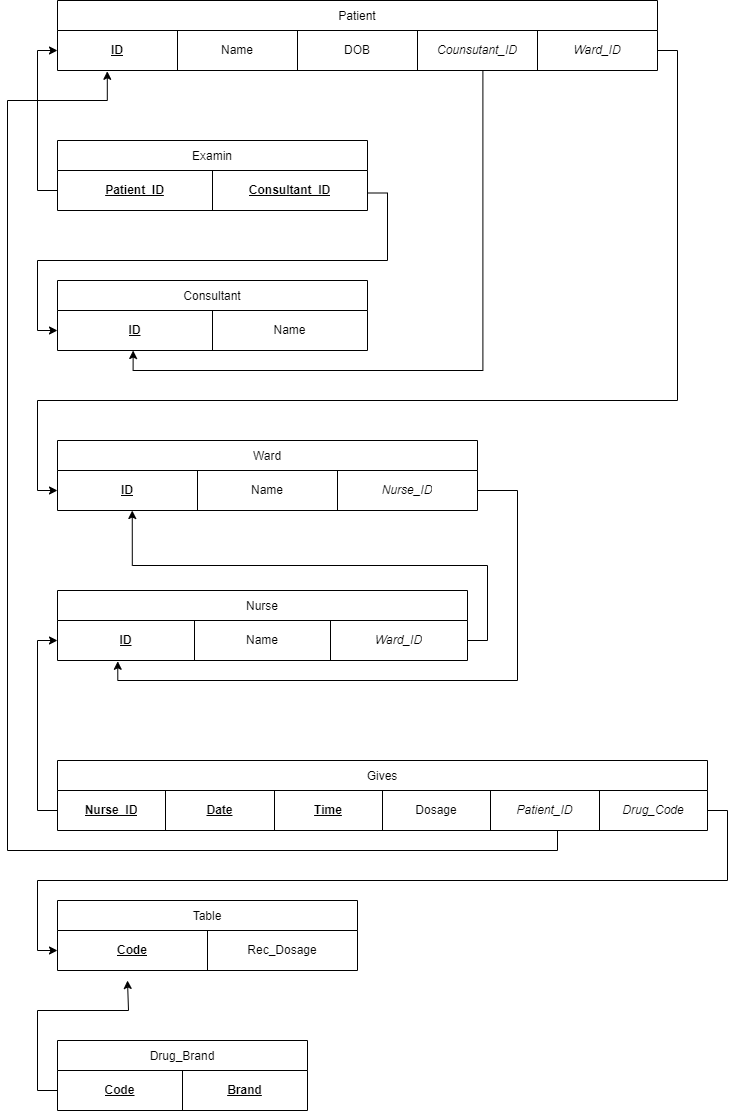 Patient
ID Name DOB Counsutant_ID Ward_ID
Examin
Patient_ID Consultant_ID
Consultant
ID Name
Ward
ID Name Nurse_ID
Nurse
ID Name Ward_ID
Gives
Nurse_ID Date Time Dosage Patient_ID Drug_Code
Table
Code Rec_Dosage
Drug_Brand
Code Brand